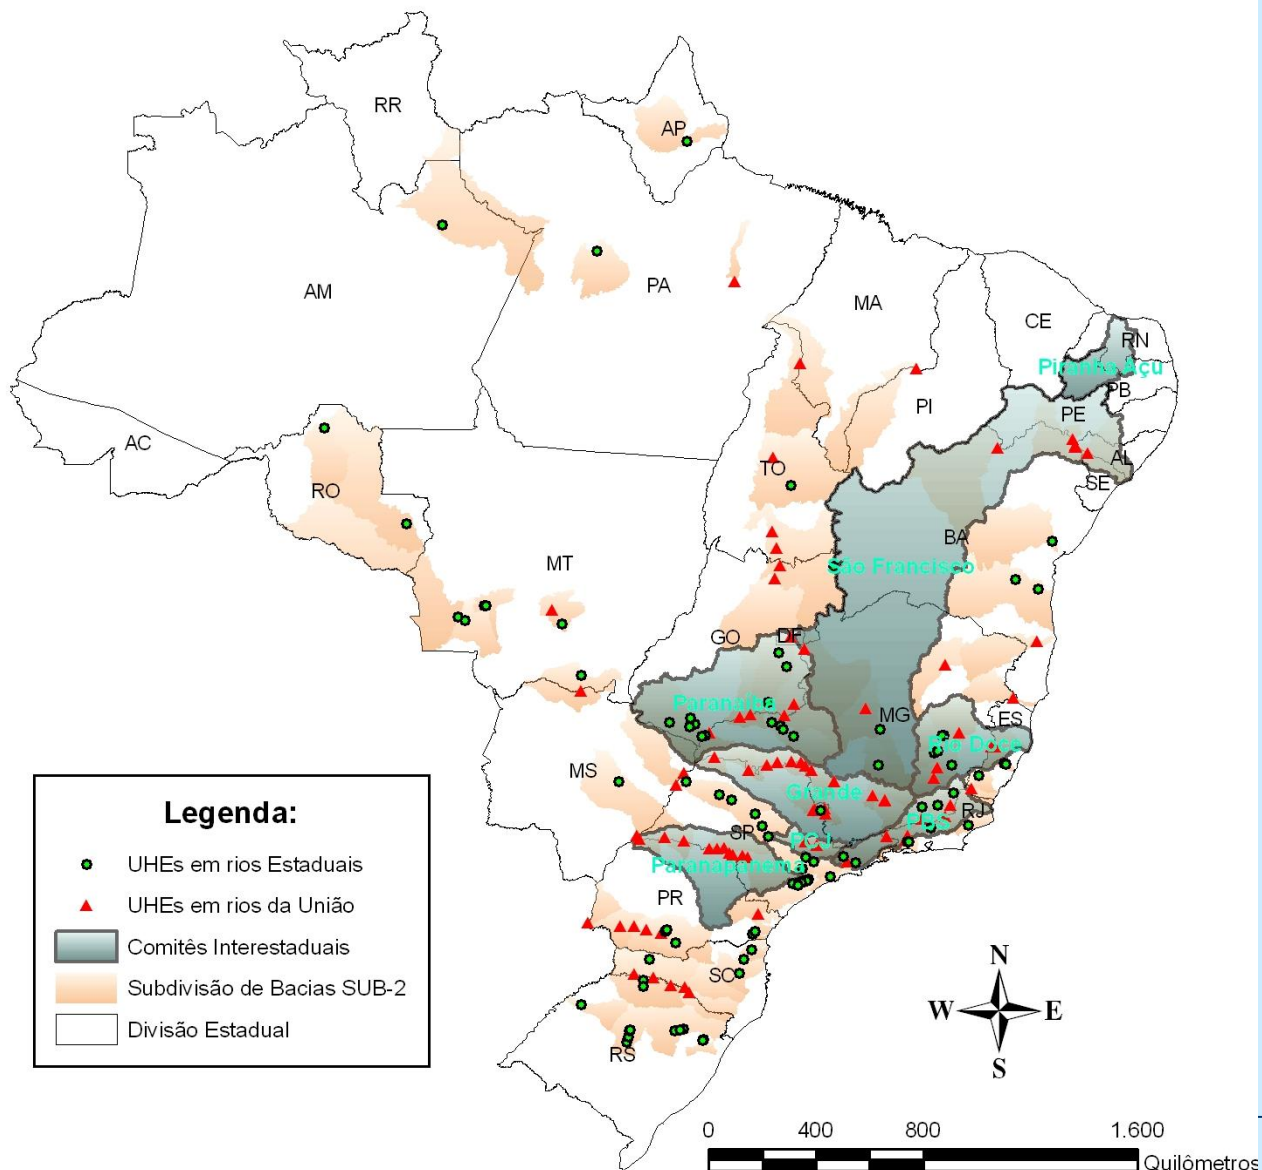 RR
AP
AM
PA
MA
CE
RN
Piranha Açu
PB
PI
PE
AC
AL
TO
SE
RO
BA
MT
São Francisco
GO
DF
Paranaíba
MG
ES
Rio Doce
MS
Grande
RJ
PBS
SP
PCJ
Paranapanema
PR
SC
RS
Legenda:
UHEs em rios Estaduais
UHEs em rios da União
Comitês Interestaduais
Subdivisão de Bacias SUB-2
Divisão Estadual
N
W E
S
0 400 800 1.600
Quilômetros